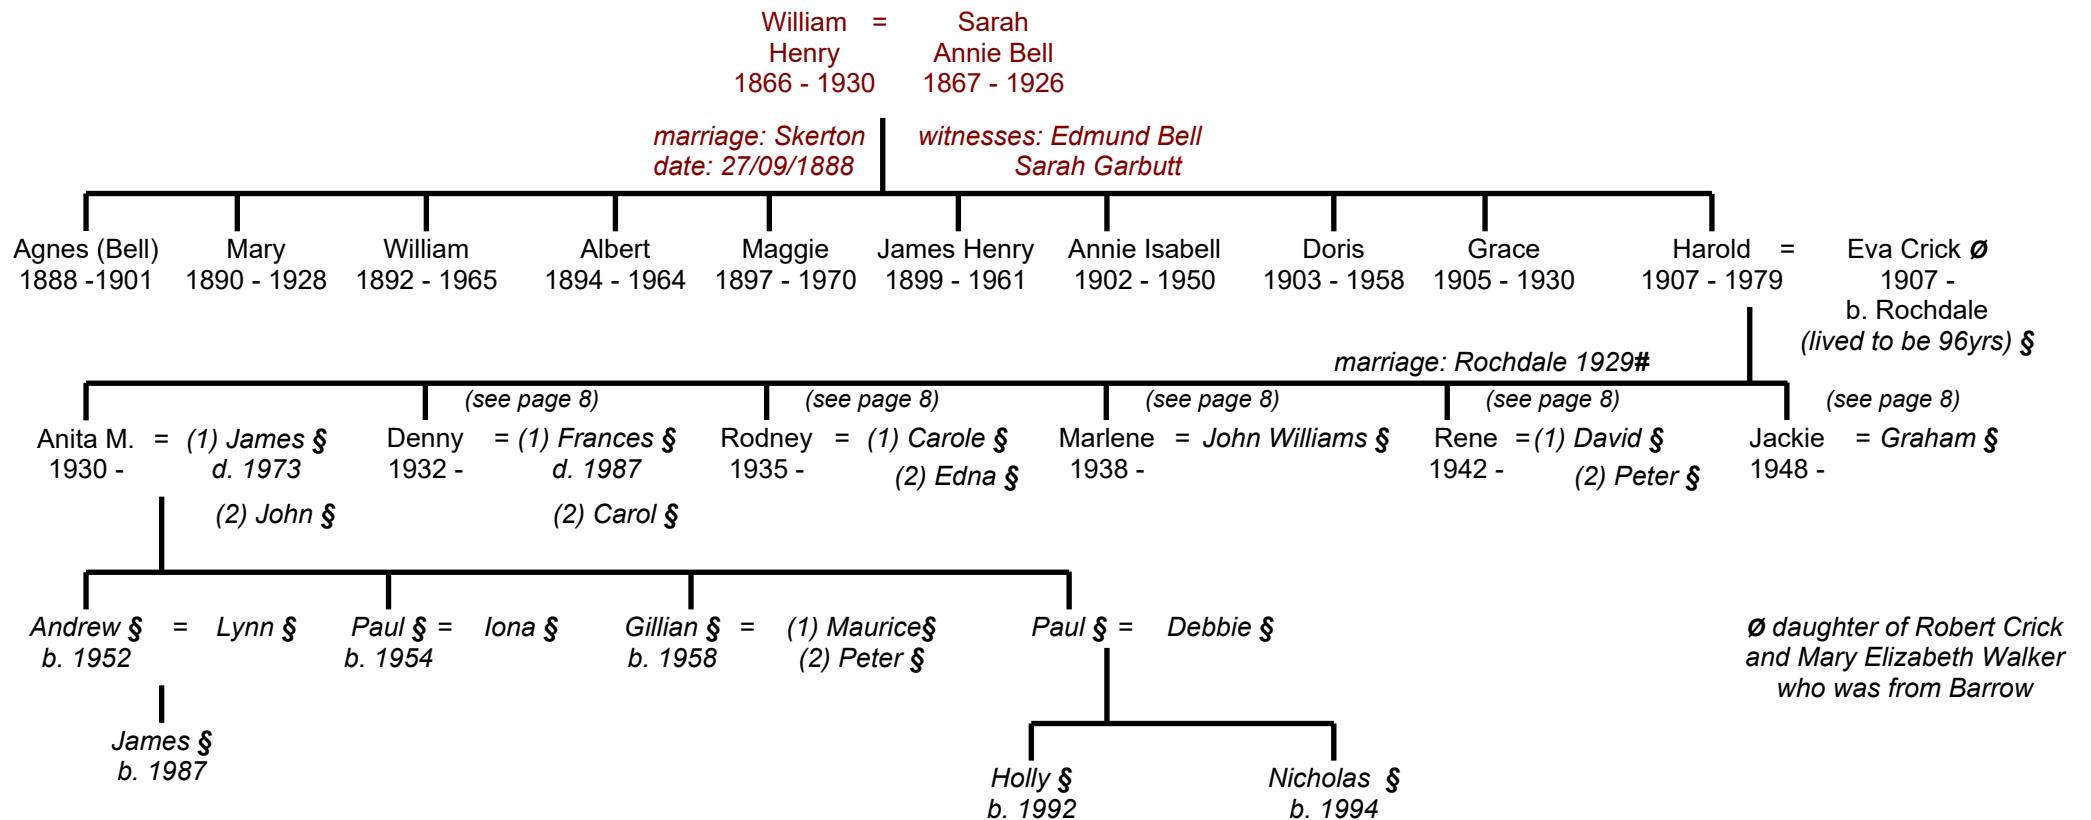 William = Sarah
Henry Annie Bell
1866 - 1930 1867 - 1926
marriage: Skerton witnesses: Edmund Bell
date: 27/09/1888 Sarah Garbutt
Agnes (Bell) Mary William Albert Maggie James Henry Annie Isabell Doris Grace Harold = Eva Crick Ø
1888 -1901 1890 - 1928 1892 - 1965 1894 - 1964 1897 - 1970 1899 - 1961 1902 - 1950 1903 - 1958 1905 - 1930 1907 - 1979 1907 -
b. Rochdale
(lived to be 96yrs) §
marriage: Rochdale 1929#
(see page 8) (see page 8) (see page 8) (see page 8) (see page 8)
Anita M. = (1) James § Denny = (1) Frances § Rodney = (1) Carole § Marlene = John Williams § Rene =(1) David § Jackie = Graham §
1930 - d. 1973 1932 - d. 1987 1935 - (2) Edna § 1938 - 1942 - (2) Peter § 1948 -
(2) John § (2) Carol §
Andrew § = Lynn § Paul § = Iona § Gillian § = (1) Maurice§ Paul § = Debbie § Ø daughter of Robert Crick
b. 1952 b. 1954 b. 1958 (2) Peter § and Mary Elizabeth Walker
who was from Barrow
James §
b. 1987
Holly § Nicholas §
b. 1992 b. 1994